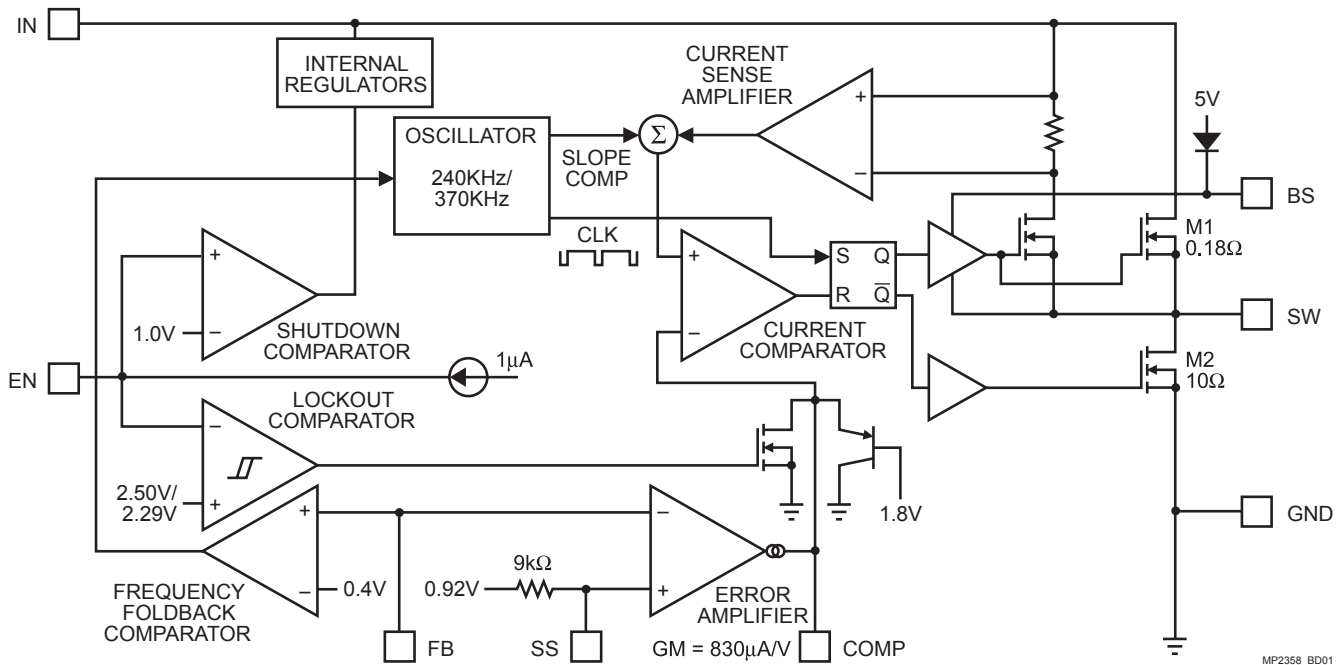 IN
INTERNAL
REGULATORS
CURRENT
SENSE
AMPLIFIER
+
−
5V
OSCILLATOR
240KHz/
370KHz
Σ
SLOPE
COMP
CLK
BS
M1
0.18Ω
+
−
1.0V
SHUTDOWN
COMPARATOR
+
−
CURRENT
COMPARATOR
S Q
R Q̅
SW
EN
1µA
M2
10Ω
LOCKOUT
COMPARATOR
−
+
2.50V/
2.29V
1.8V
GND
+
−
0.4V
FREQUENCY
FOLDBACK
COMPARATOR
0.92V
9kΩ
−
+
ERROR
AMPLIFIER
FB
SS
GM = 830µA/V
COMP
MP2358_BD01